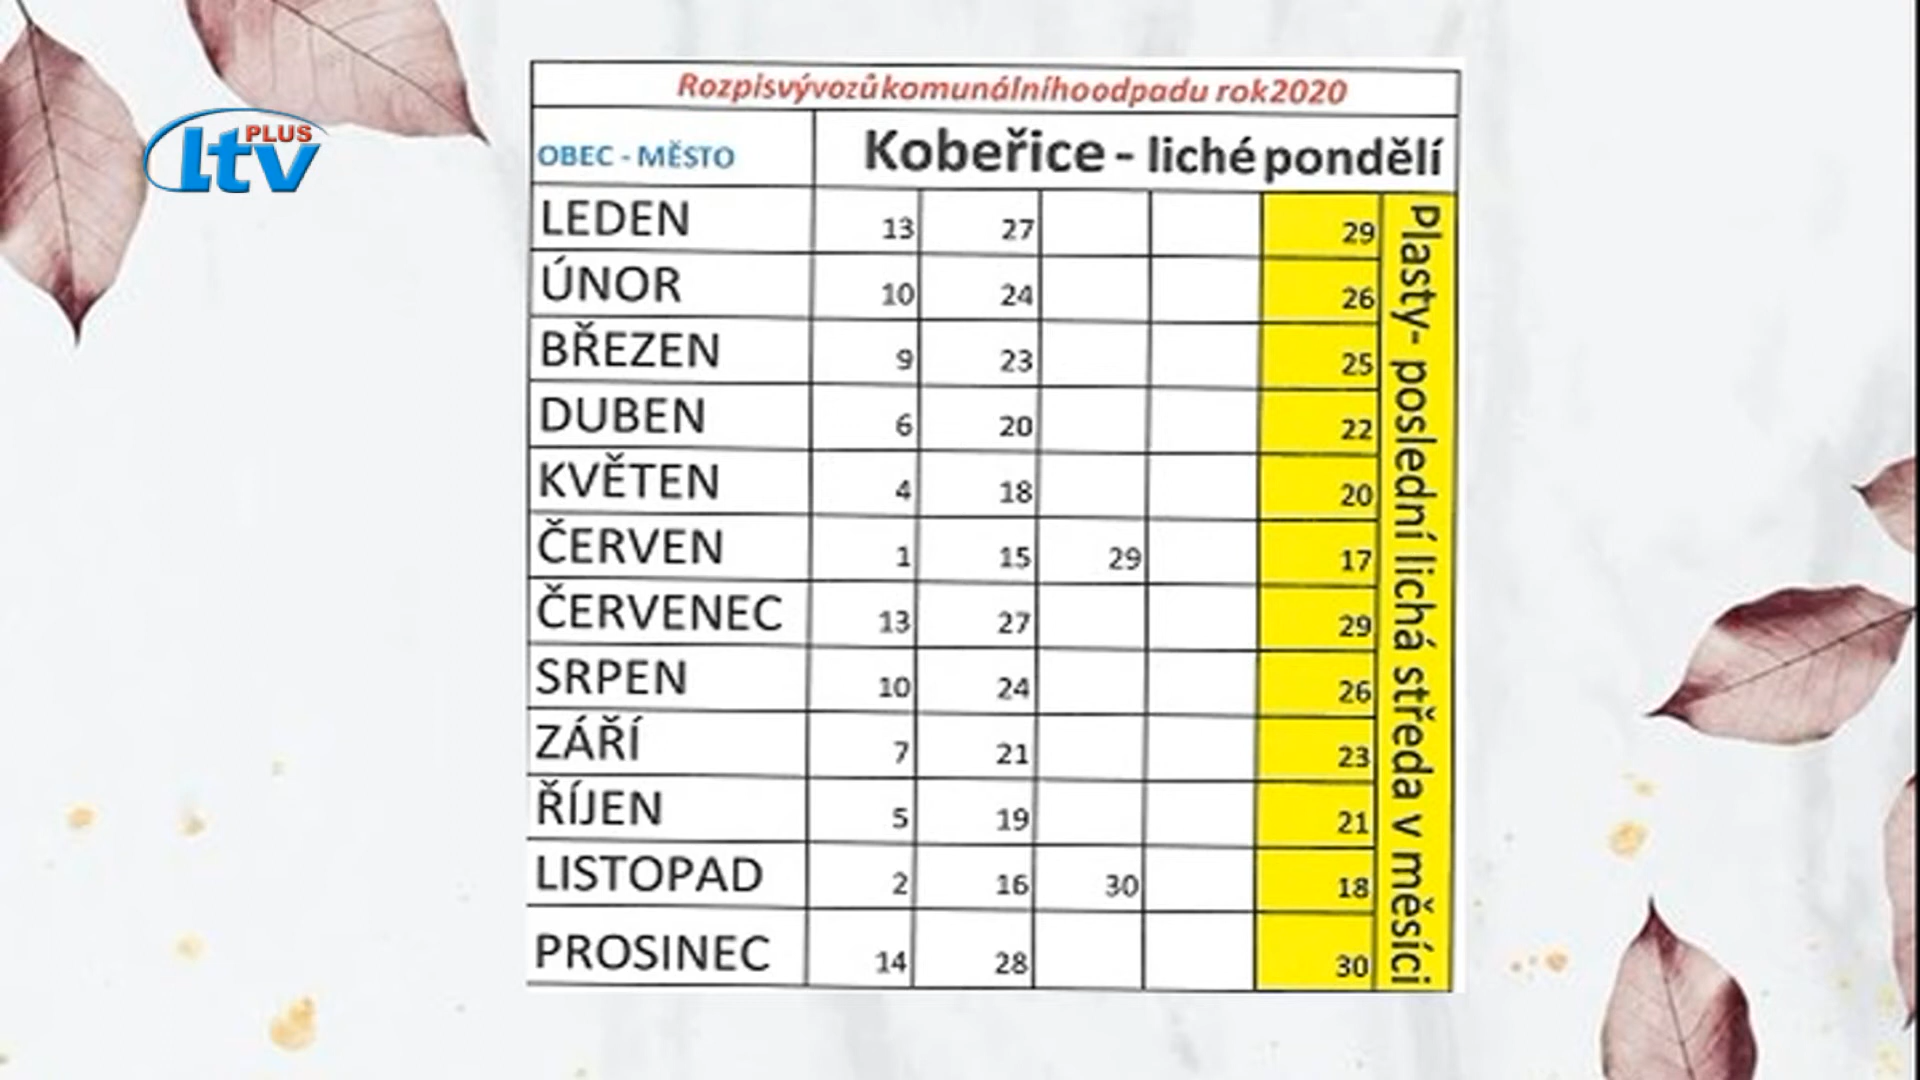 ltv PLUS
Rozpisvývozůkomunálníhoodpadu rok2020
OBEC - MĚSTO Kobeřice - liché pondělí
LEDEN 13 27 29
ÚNOR 10 24 26
BŘEZEN 9 23 25
DUBEN 6 20 22
KVĚTEN 4 18 20
ČERVEN 1 15 29 17
ČERVENEC 13 27 29
SRPEN 10 24 26
ZÁŘÍ 7 21 23
ŘÍJEN 5 19 21
LISTOPAD 2 16 30 18
PROSINEC 14 28 30
Plasty- poslední lichá středa v měsíci